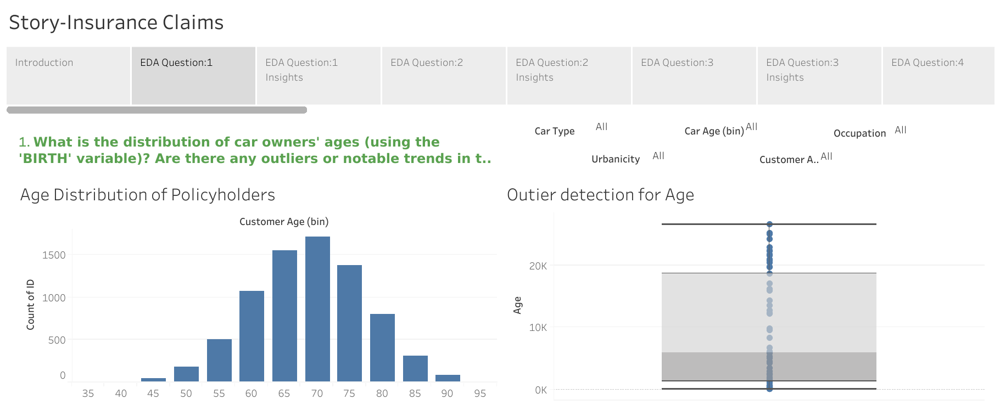 Story-Insurance Claims
Introduction
EDA Question:1
EDA Question:1
Insights
EDA Question:2
EDA Question:2
Insights
EDA Question:3
EDA Question:3
Insights
EDA Question:4
1. What is the distribution of car owners' ages (using the
'BIRTH' variable)? Are there any outliers or notable trends in t..
Car Type All
Car Age (bin) All
Occupation All
Urbanicity All
Customer A.. All
Age Distribution of Policyholders
Customer Age (bin)
Count of ID
1500
1000
500
0
35 40 45 50 55 60 65 70 75 80 85 90 95
Outier detection for Age
Age
20K
10K
0K